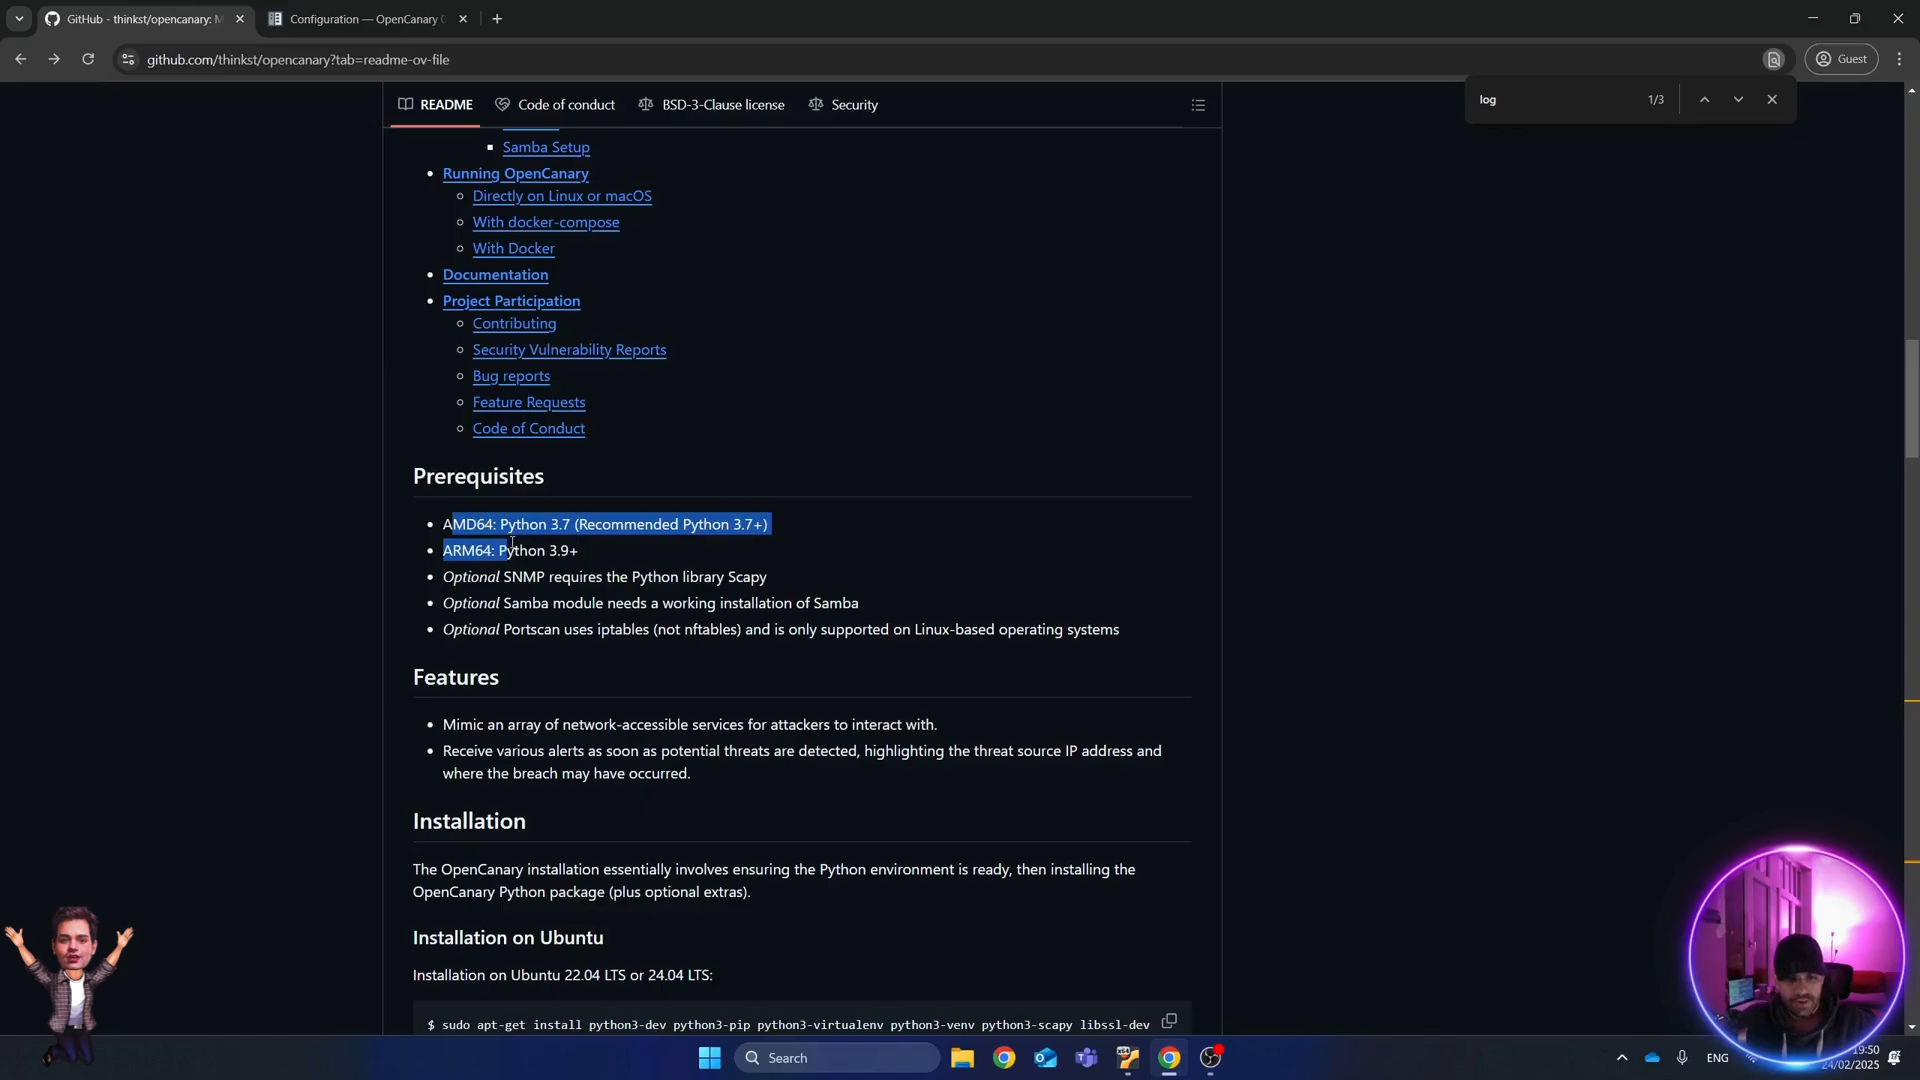 GitHub - thinkst/opencanary: M
Configuration — OpenCanary 0
github.com/thinkst/opencanary?tab=readme-ov-file
Guest
log
1/3
README
Code of conduct
BSD-3-Clause license
Security
Samba Setup
Running OpenCanary
Directly on Linux or macOS
With docker-compose
With Docker
Documentation
Project Participation
Contributing
Security Vulnerability Reports
Bug reports
Feature Requests
Code of Conduct
Prerequisites
AMD64: Python 3.7 (Recommended Python 3.7+)
ARM64: Python 3.9+
Optional SNMP requires the Python library Scapy
Optional Samba module needs a working installation of Samba
Optional Portscan uses iptables (not nftables) and is only supported on Linux-based operating systems
Features
Mimic an array of network-accessible services for attackers to interact with.
Receive various alerts as soon as potential threats are detected, highlighting the threat source IP address and
where the breach may have occurred.
Installation
The OpenCanary installation essentially involves ensuring the Python environment is ready, then installing the
OpenCanary Python package (plus optional extras).
Installation on Ubuntu
Installation on Ubuntu 22.04 LTS or 24.04 LTS:
$ sudo apt-get install python3-dev python3-pip python3-virtualenv python3-venv python3-scapy libssl-dev
Search
ENG
19:50
24/02/2025